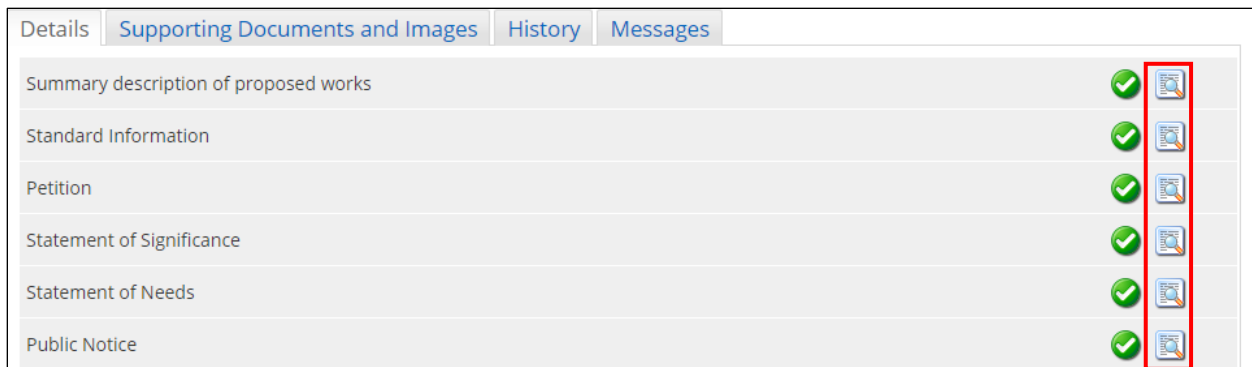 Details Supporting Documents and Images History Messages
Summary description of proposed works
Standard Information
Petition
Statement of Significance
Statement of Needs
Public Notice